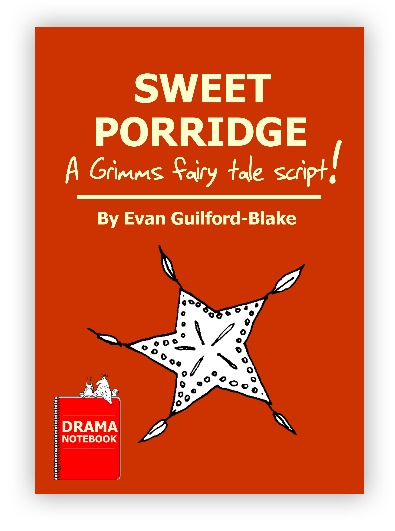 SWEET
PORRIDGE
A Grimms fairy tale script!
By Evan Guilford-Blake
DRAMA
NOTEBOOK